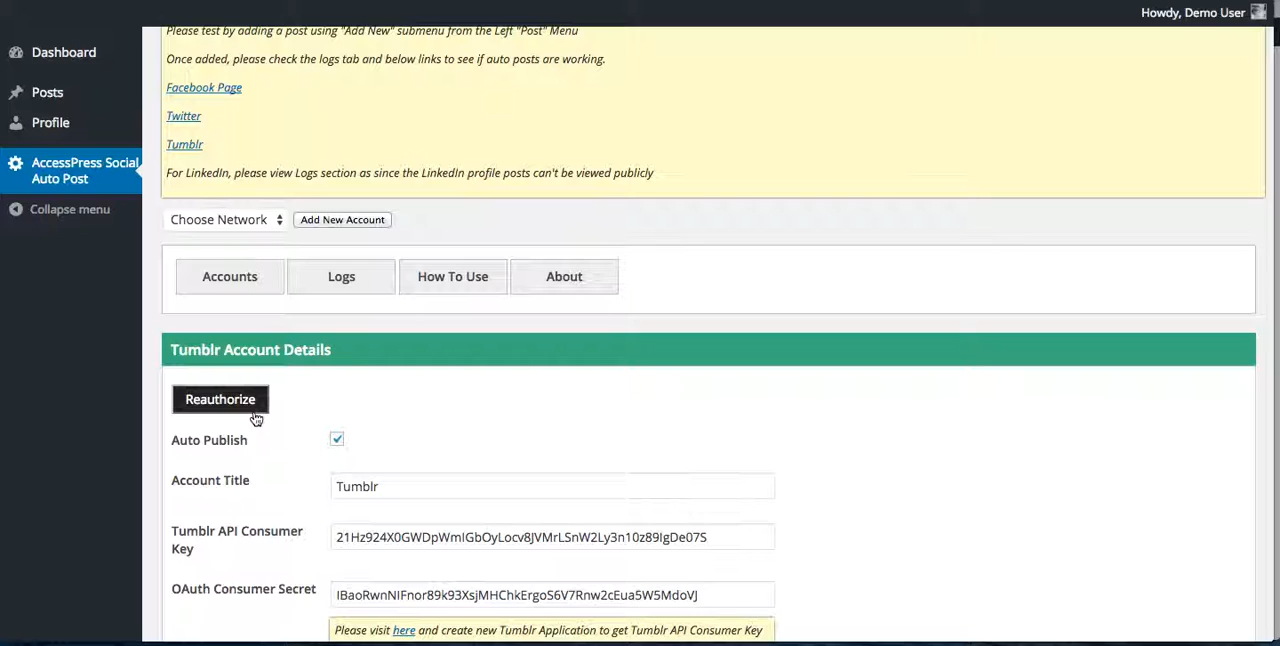 Howdy, Demo User
Dashboard
Posts
Profile
AccessPress Social
Auto Post
Collapse menu
Please test by adding a post using "Add New" submenu from the Left "Post" Menu
Once added, please check the logs tab and below links to see if auto posts are working.
Facebook Page
Twitter
Tumblr
For LinkedIn, please view Logs section as since the LinkedIn profile posts can't be viewed publicly
Choose Network
Add New Account
Accounts
Logs
How To Use
About
Tumblr Account Details
Reauthorize
Auto Publish
Account Title
Tumblr
Tumblr API Consumer
Key
21Hz924X0GWDpWmIGbOyLocv8JVMrLSnW2Ly3n10z89IgDe07S
OAuth Consumer Secret
IBaoRwnNIFnor89k93XsjMHChkErgoS6V7Rnw2cEua5W5MdoVJ
Please visit here and create new Tumblr Application to get Tumblr API Consumer Key